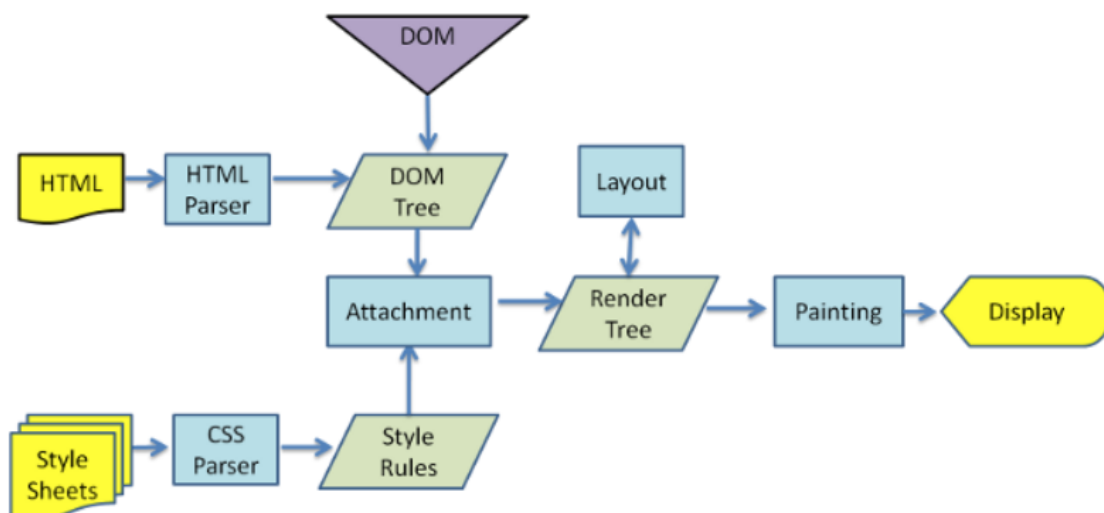 DOM
HTML
HTML
Parser
DOM
Tree
Layout
Attachment
Render
Tree
Painting
Display
Style
Sheets
CSS
Parser
Style
Rules